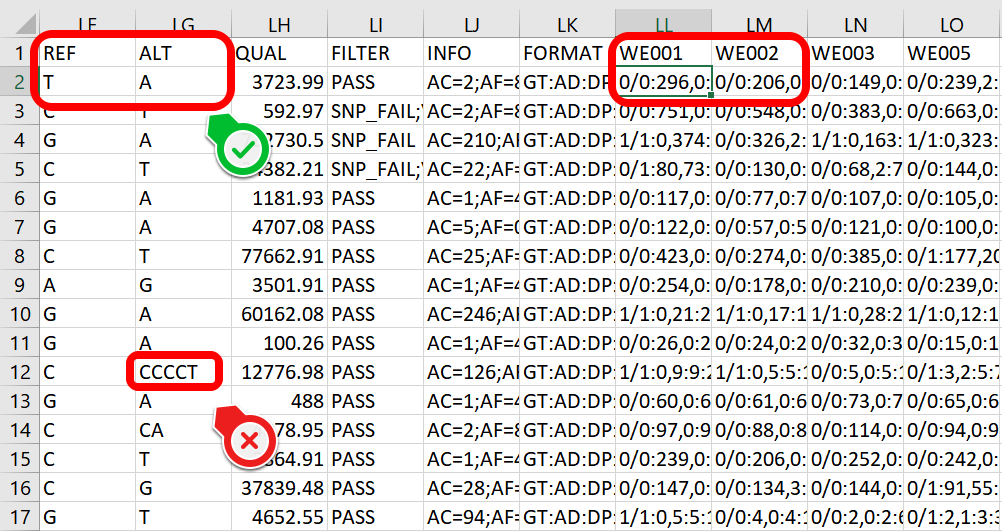 LF LG LH LI LJ LK LL LM LN LO
1 REF ALT QUAL FILTER INFO FORMAT WE001 WE002 WE003 WE005
2 T A 3723.99 PASS AC=2;AF=8 GT:AD:DP: 0/0:296,0: 0/0:206,0 0/0:149,0: 0/0:239,2:
3 C T 592.97 SNP_FAIL;V AC=2;AF=8 GT:AD:DP: 0/0:751,0: 0/0:548,0: 0/0:383,0: 0/0:663,0:
4 G A 2730.5 SNP_FAIL AC=210;AF GT:AD:DP: 1/1:0,374: 0/0:326,2: 1/1:0,163: 1/1:0,323:
5 C T 4382.21 SNP_FAIL;V AC=22;AF= GT:AD:DP: 0/1:80,73: 0/0:130,0: 0/0:68,2:7 0/0:144,0:
6 G A 1181.93 PASS AC=1;AF=4 GT:AD:DP: 0/0:117,0: 0/0:77,0:7 0/0:107,0: 0/0:105,0:
7 G A 4707.08 PASS AC=5;AF=0 GT:AD:DP: 0/0:122,0: 0/0:57,0:5 0/0:121,0: 0/0:100,0:
8 C T 77662.91 PASS AC=25;AF= GT:AD:DP: 0/0:423,0: 0/0:274,0: 0/0:385,0: 0/1:177,20
9 A G 3501.91 PASS AC=1;AF=4 GT:AD:DP: 0/0:254,0: 0/0:178,0: 0/0:210,0: 0/0:239,0:
10 G A 60162.08 PASS AC=246;AF GT:AD:DP: 1/1:0,21:2 1/1:0,17:1 1/1:0,28:2 1/1:0,12:1
11 G A 100.26 PASS AC=1;AF=4 GT:AD:DP: 0/0:26,0:2 0/0:24,0:2 0/0:32,0:3 0/0:15,0:1
12 C CCCCT 12776.98 PASS AC=126;AF GT:AD:DP: 1/1:0,9:9:2 1/1:0,5:5:1 0/0:5,0:5:1 0/1:3,2:5:7
13 G A 488 PASS AC=1;AF=4 GT:AD:DP: 0/0:60,0:6 0/0:61,0:6 0/0:73,0:7 0/0:65,0:6
14 C CA 78.95 PASS AC=2;AF=8 GT:AD:DP: 0/0:97,0:9 0/0:88,0:8 0/0:114,0: 0/0:94,0:9
15 C T 564.91 PASS AC=1;AF=4 GT:AD:DP: 0/0:239,0: 0/0:206,0: 0/0:252,0: 0/0:242,0:
16 C G 37839.48 PASS AC=28;AF= GT:AD:DP: 0/0:147,0: 0/0:134,3: 0/0:144,0: 0/1:91,55:
17 G T 4652.55 PASS AC=94;AF= GT:AD:DP: 1/1:0,5:5:1 0/0:4,0:4:1 0/0:2,0:2:6 0/1:2,1:3:3